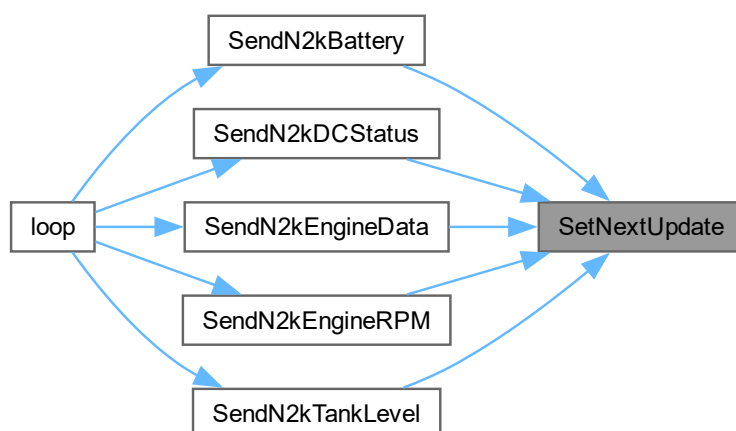 SendN2kBattery
SendN2kDCStatus
loop
SendN2kEngineData
SetNextUpdate
SendN2kEngineRPM
SendN2kTankLevel